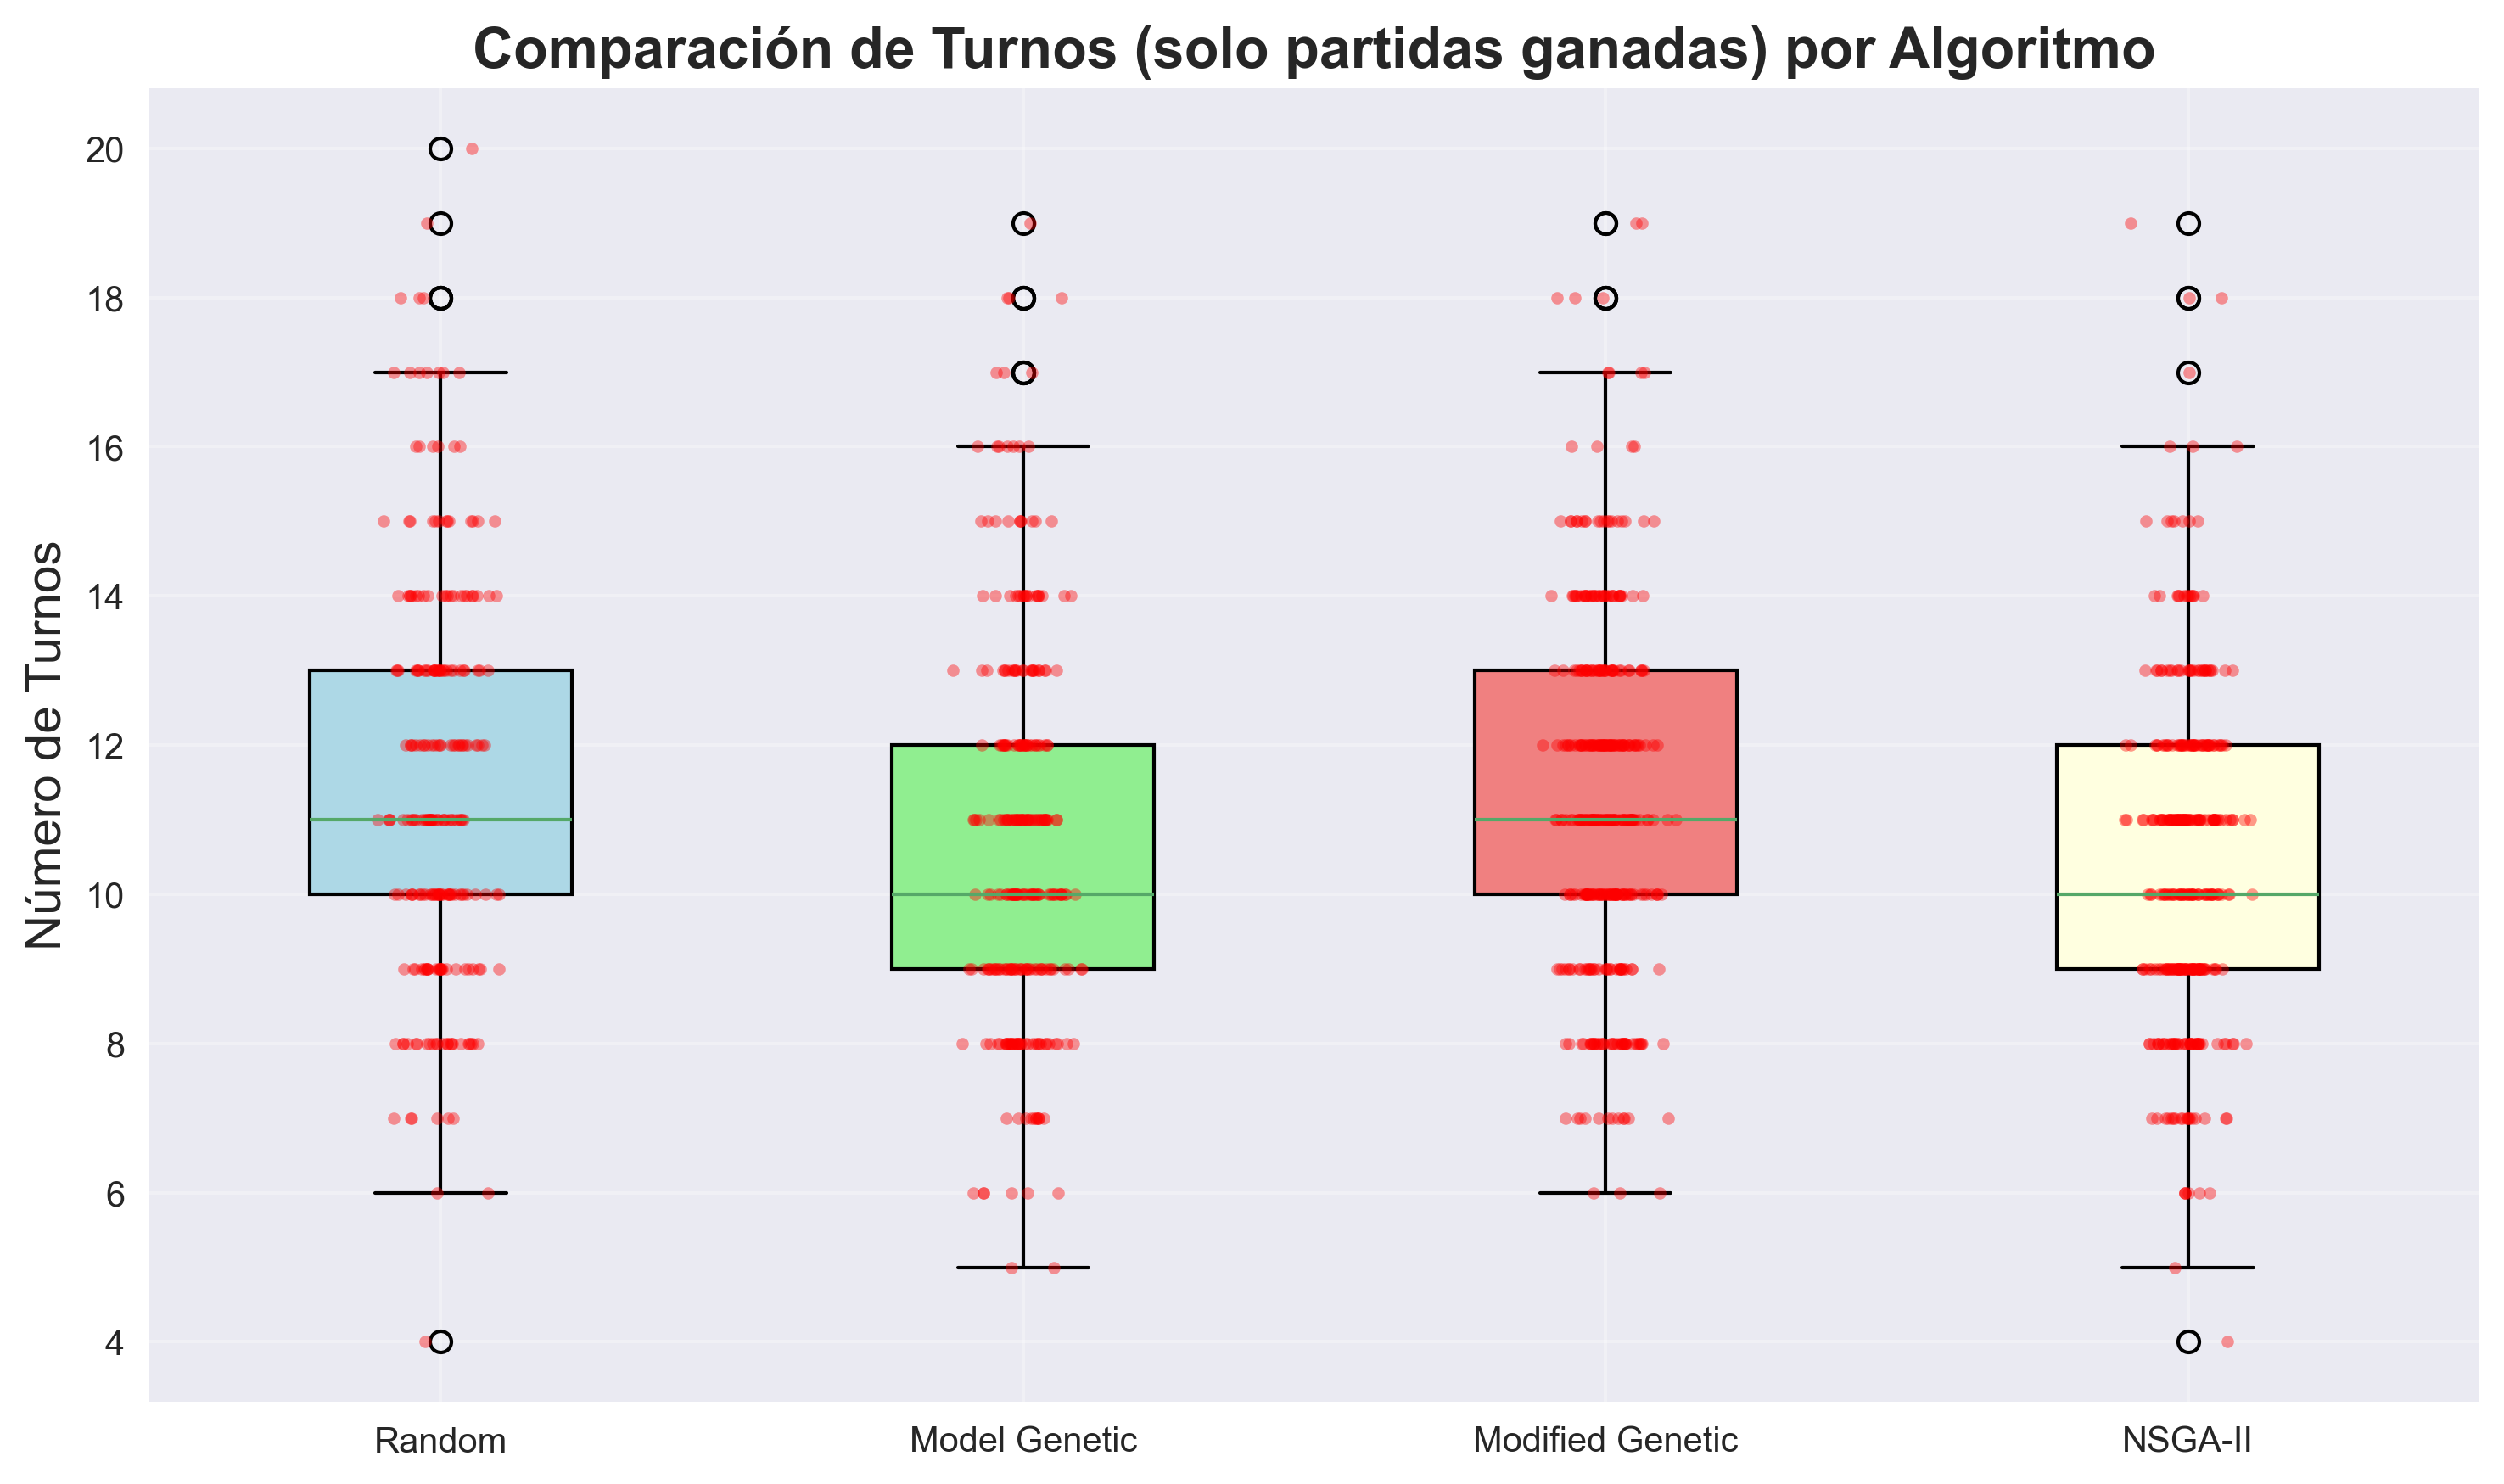 Comparación de Turnos (solo partidas ganadas) por Algoritmo
Número de Turnos
20
18
16
14
12
10
8
6
4
Random
Model Genetic
Modified Genetic
NSGA-II